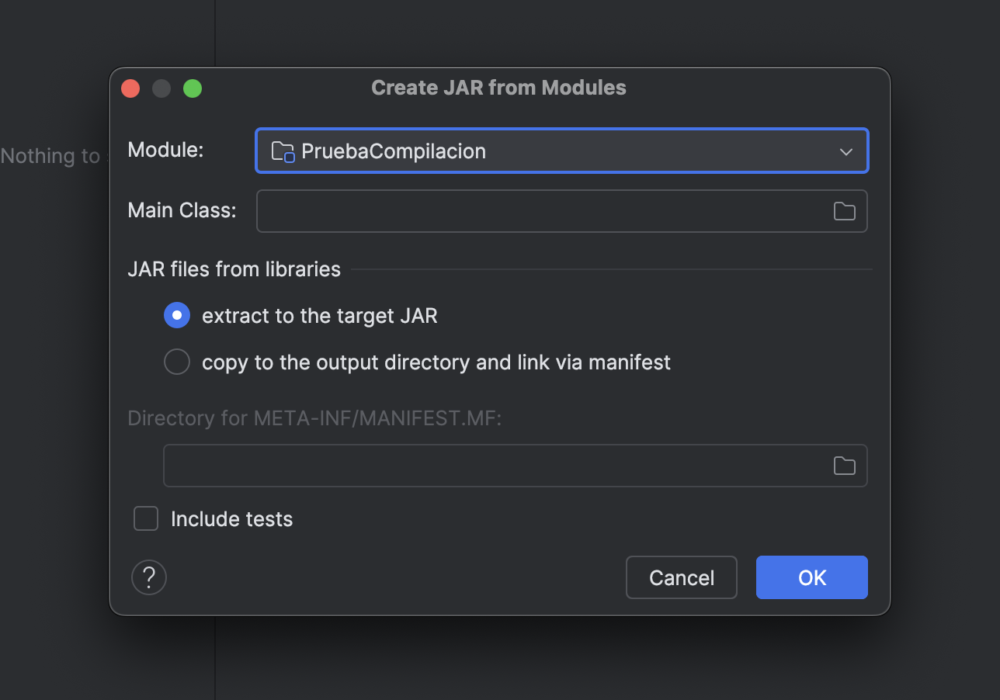 Create JAR from Modules
Nothing to
Module:
PruebaCompilacion
Main Class:
JAR files from libraries
extract to the target JAR
copy to the output directory and link via manifest
Directory for META-INF/MANIFEST.MF:
Include tests
?
Cancel
OK